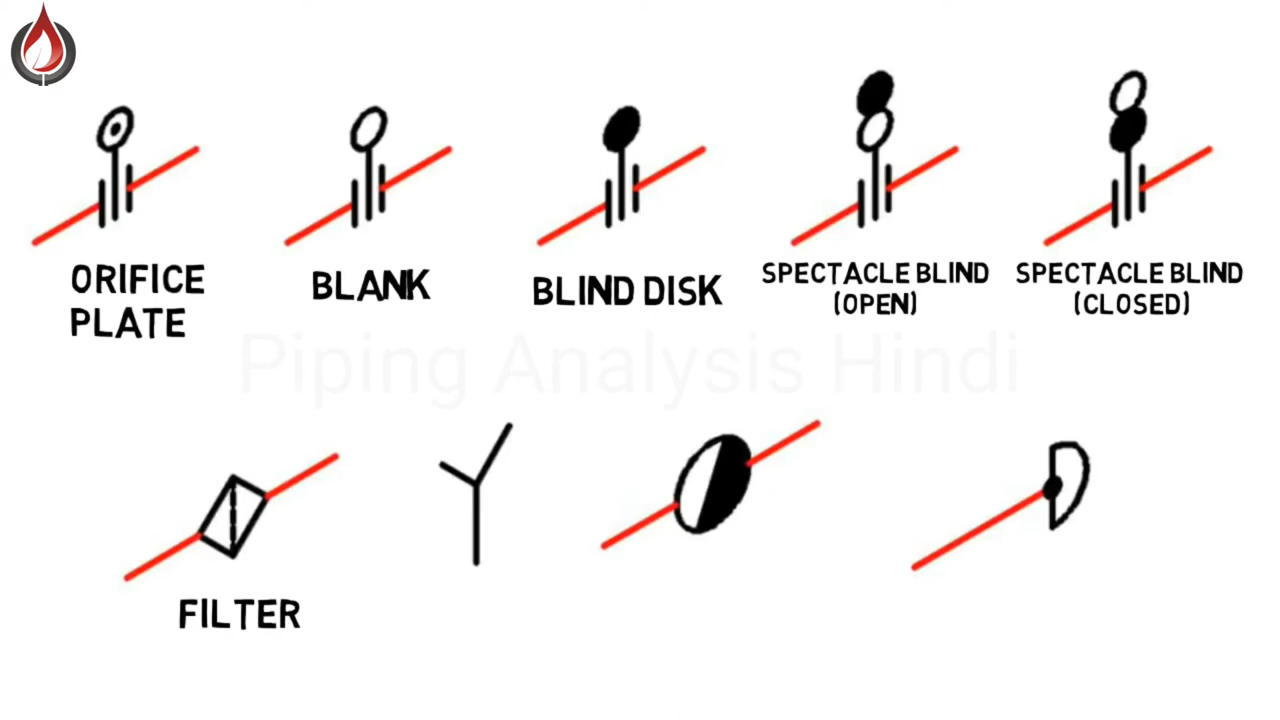 ORIFICE
PLATE
BLANK
BLIND DISK
SPECTACLE BLIND
(OPEN)
SPECTACLE BLIND
(CLOSED)
Piping Analysis Hindi
FILTER